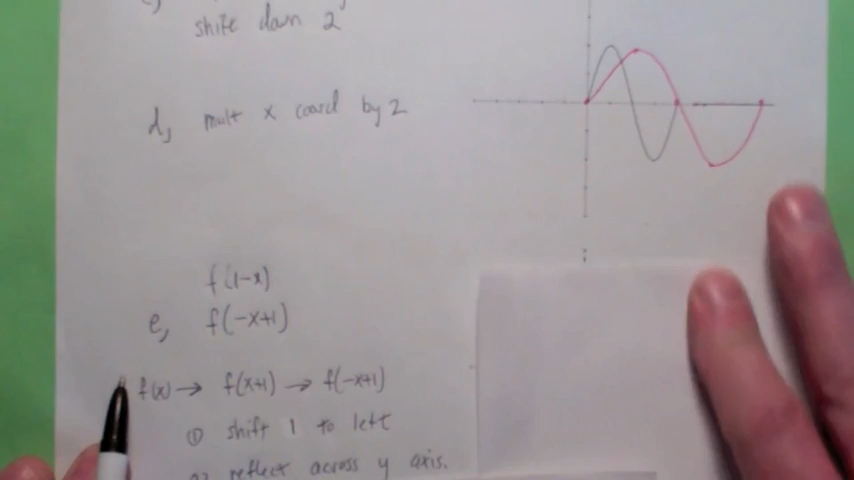 shift down 2
d, mult x coord by 2
f(1-x)
e, f(-x+1)
f(x) → f(x+1) → f(-x+1)
① shift 1 to left
reflect across y axis.